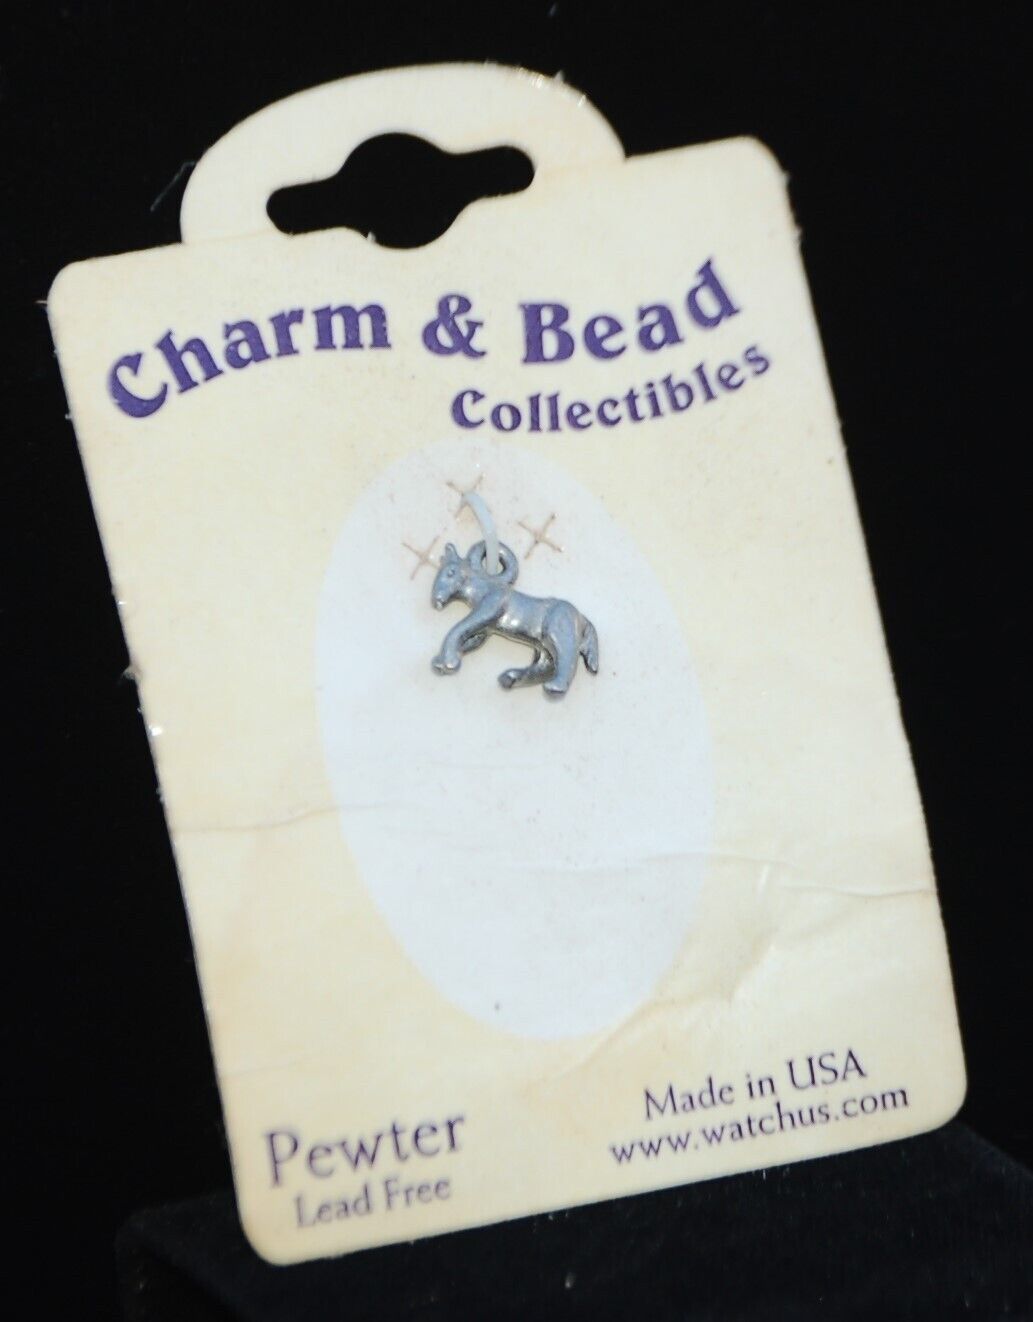 Charm & Bead
Collectibles
Pewter
Lead Free
Made in USA
www.watchus.com